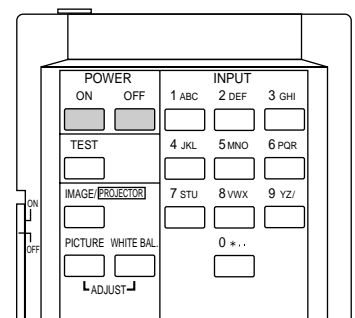 POWER INPUT
ON OFF 1 ABC 2 DEF 3 GHI
TEST 4 JKL 5 MNO 6 PQR
IMAGE/PROJECTOR 7 STU 8 VWX 9 YZ/
ON
OFF
PICTURE WHITE BAL. 0 *..
ADJUST